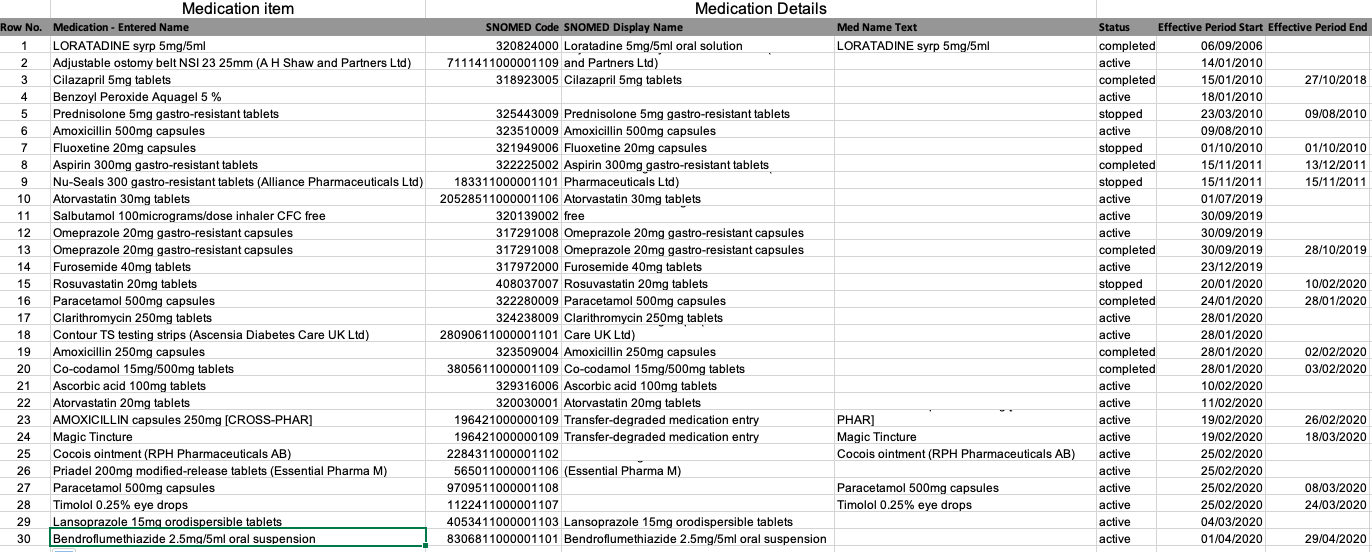 Medication item Medication Details
Row No. Medication - Entered Name SNOMED Code SNOMED Display Name Med Name Text Status Effective Period Start Effective Period End
1 LORATADINE syrp 5mg/5ml 320824000 Loratadine 5mg/5ml oral solution LORATADINE syrp 5mg/5ml completed 06/09/2006
2 Adjustable ostomy belt NSI 23 25mm (A H Shaw and Partners Ltd) 7111411000001109 and Partners Ltd) active 14/01/2010
3 Cilazapril 5mg tablets 318923005 Cilazapril 5mg tablets completed 15/01/2010 27/10/2018
4 Benzoyl Peroxide Aquagel 5 % active 18/01/2010
5 Prednisolone 5mg gastro-resistant tablets 325443009 Prednisolone 5mg gastro-resistant tablets stopped 23/03/2010 09/08/2010
6 Amoxicillin 500mg capsules 323510009 Amoxicillin 500mg capsules active 09/08/2010
7 Fluoxetine 20mg capsules 321949006 Fluoxetine 20mg capsules stopped 01/10/2010 01/10/2010
8 Aspirin 300mg gastro-resistant tablets 322225002 Aspirin 300mg gastro-resistant tablets completed 15/11/2011 13/12/2011
9 Nu-Seals 300 gastro-resistant tablets (Alliance Pharmaceuticals Ltd) 183311000001101 Pharmaceuticals Ltd) stopped 15/11/2011 15/11/2011
10 Atorvastatin 30mg tablets 20528511000001106 Atorvastatin 30mg tablets active 01/07/2019
11 Salbutamol 100micrograms/dose inhaler CFC free 320139002 free active 30/09/2019
12 Omeprazole 20mg gastro-resistant capsules 317291008 Omeprazole 20mg gastro-resistant capsules active 30/09/2019
13 Omeprazole 20mg gastro-resistant capsules 317291008 Omeprazole 20mg gastro-resistant capsules completed 30/09/2019 28/10/2019
14 Furosemide 40mg tablets 317972000 Furosemide 40mg tablets active 23/12/2019
15 Rosuvastatin 20mg tablets 408037007 Rosuvastatin 20mg tablets stopped 20/01/2020 10/02/2020
16 Paracetamol 500mg capsules 322280009 Paracetamol 500mg capsules completed 24/01/2020 28/01/2020
17 Clarithromycin 250mg tablets 324238009 Clarithromycin 250mg tablets active 28/01/2020
18 Contour TS testing strips (Ascensia Diabetes Care UK Ltd) 28090611000001101 Care UK Ltd) active 28/01/2020
19 Amoxicillin 250mg capsules 323509004 Amoxicillin 250mg capsules completed 28/01/2020 02/02/2020
20 Co-codamol 15mg/500mg tablets 3805611000001109 Co-codamol 15mg/500mg tablets completed 28/01/2020 03/02/2020
21 Ascorbic acid 100mg tablets 329316006 Ascorbic acid 100mg tablets active 10/02/2020
22 Atorvastatin 20mg tablets 320030001 Atorvastatin 20mg tablets active 11/02/2020
23 AMOXICILLIN capsules 250mg [CROSS-PHAR] 196421000000109 Transfer-degraded medication entry PHAR] active 19/02/2020 26/02/2020
24 Magic Tincture 196421000000109 Transfer-degraded medication entry Magic Tincture active 19/02/2020 18/03/2020
25 Cocois ointment (RPH Pharmaceuticals AB) 2284311000001102 Cocois ointment (RPH Pharmaceuticals AB) active 25/02/2020
26 Priadel 200mg modified-release tablets (Essential Pharma M) 565011000001106 (Essential Pharma M) active 25/02/2020
27 Paracetamol 500mg capsules 9709511000001108 Paracetamol 500mg capsules active 25/02/2020 08/03/2020
28 Timolol 0.25% eye drops 1122411000001107 Timolol 0.25% eye drops active 25/02/2020 24/03/2020
29 Lansoprazole 15mg orodispersible tablets 4053411000001103 Lansoprazole 15mg orodispersible tablets active 04/03/2020
30 Bendroflumethiazide 2.5mg/5ml oral suspension 8306811000001101 Bendroflumethiazide 2.5mg/5ml oral suspension active 01/04/2020 29/04/2020